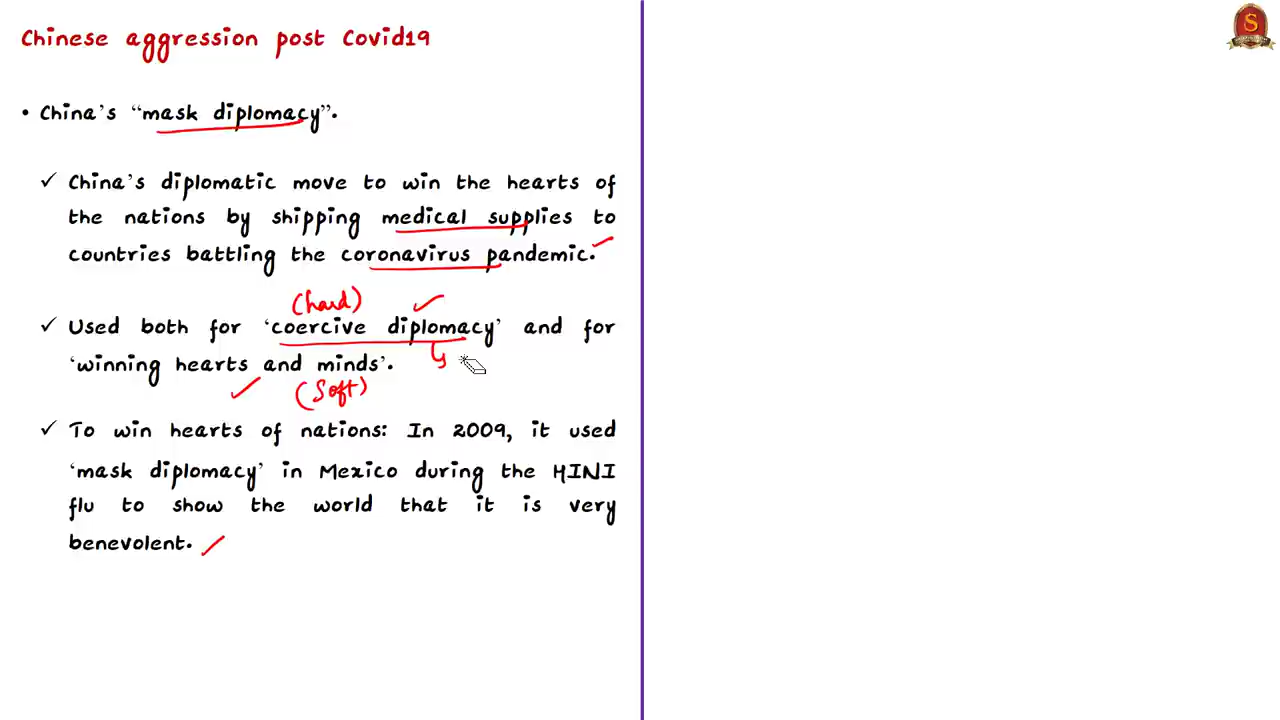 Chinese aggression post Covid19
• China's “mask diplomacy”.
✓ China's diplomatic move to win the hearts of
the nations by shipping medical supplies to
countries battling the coronavirus pandemic.
(hard)
✓ Used both for ‘coercive diplomacy’ and for
‘winning hearts and minds’.
(Soft)
✓ To win hearts of nations: In 2009, it used
‘mask diplomacy’ in Mexico during the H1N1
flu to show the world that it is very
benevolent.
S